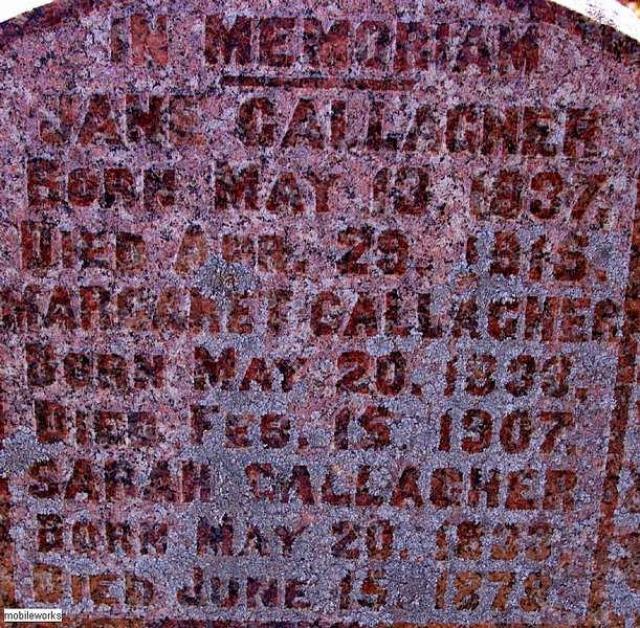 IN MEMORIAM
JANE GALLAGHER
BORN MAY 13, 1837,
DIED APR. 29, 1915.
MARGARET GALLAGHER
BORN MAY 20, 1833,
DIED FEB. 15, 1907.
SARAH GALLAGHER
BORN MAY 20, 1833,
DIED JUNE 15, 1878.
mobileworks